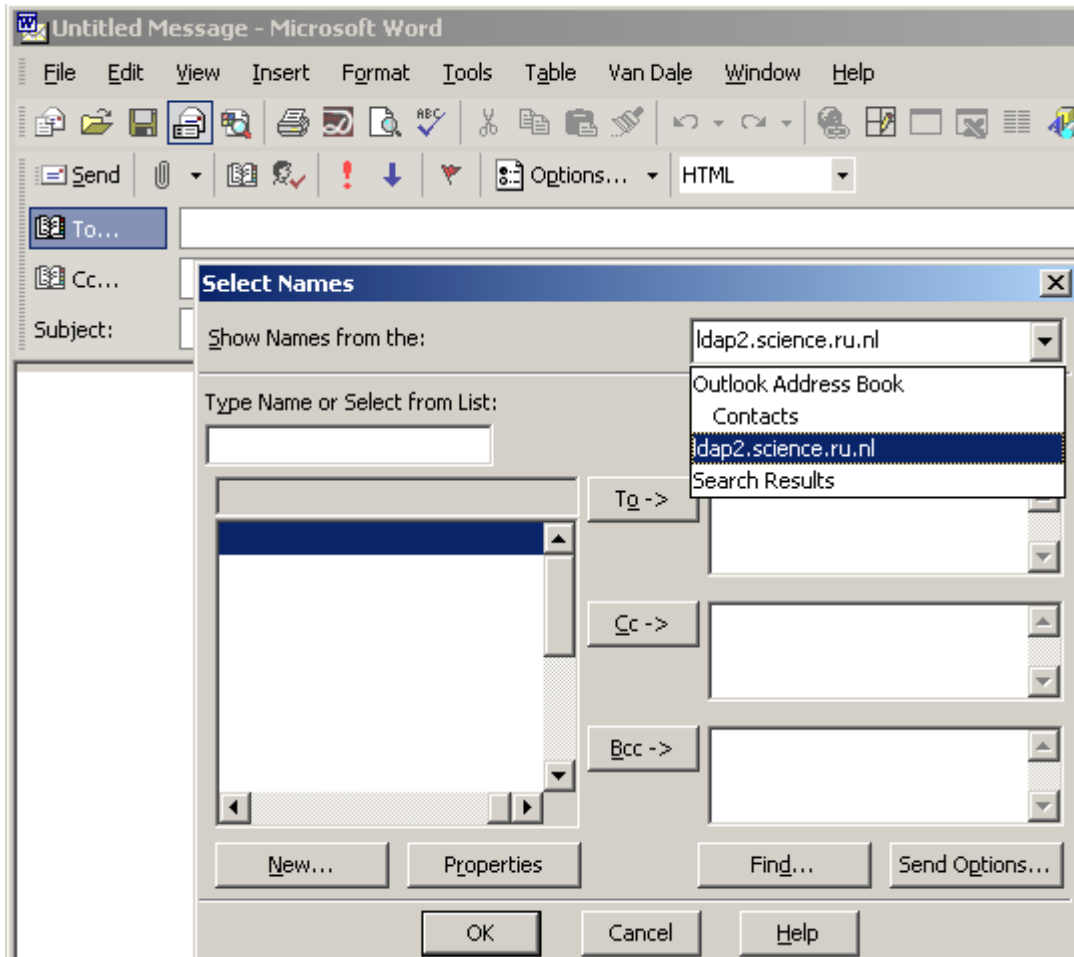 Untitled Message - Microsoft Word
File Edit View Insert Format Tools Table Van Dale Window Help
ABC
Send Options... HTML
To...
Cc...
Subject:
Select Names
Show Names from the: ldap2.science.ru.nl
Outlook Address Book
Contacts
ldap2.science.ru.nl
Search Results
Type Name or Select from List:
To ->
Cc ->
Bcc ->
New... Properties Find... Send Options...
OK Cancel Help